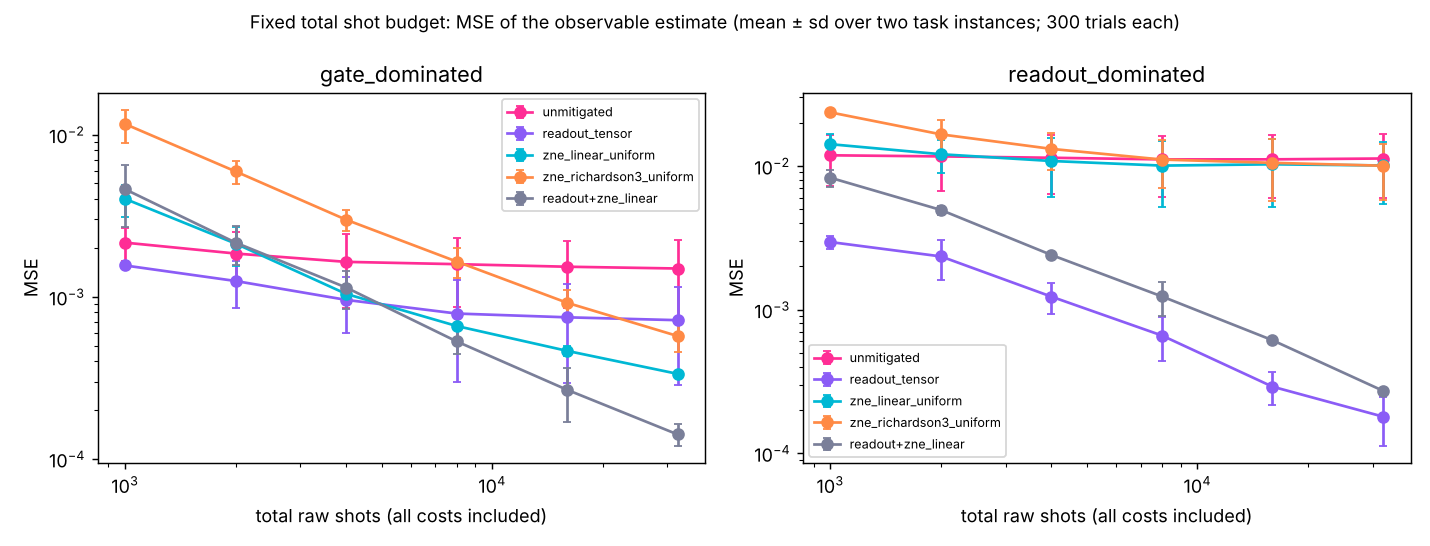 Fixed total shot budget: MSE of the observable estimate (mean ± sd over two task instances; 300 trials each)
gate_dominated
MSE
10⁻²
10⁻³
10⁻⁴
unmitigated
readout_tensor
zne_linear_uniform
zne_richardson3_uniform
readout+zne_linear
10³
10⁴
total raw shots (all costs included)
readout_dominated
MSE
10⁻²
10⁻³
10⁻⁴
unmitigated
readout_tensor
zne_linear_uniform
zne_richardson3_uniform
readout+zne_linear
10³
10⁴
total raw shots (all costs included)